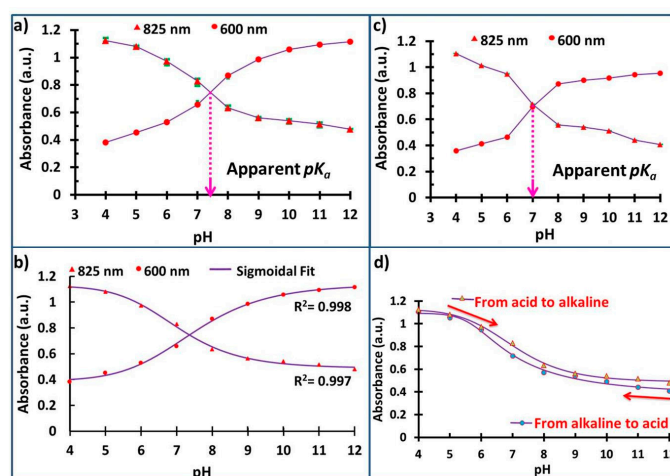 a)
825 nm
600 nm
Absorbance (a.u.)
1.2
1
0.8
0.6
0.4
0.2
0
Apparent pKa
3 4 5 6 7 8 9 10 11 12
pH
c)
825 nm
600 nm
Absorbance (a.u.)
1.2
1
0.8
0.6
0.4
0.2
0
Apparent pKa
3 4 5 6 7 8 9 10 11 12
pH
b)
825 nm
600 nm
Sigmoidal Fit
Absorbance (a.u.)
1.2
1
0.8
0.6
0.4
0.2
0
R²= 0.998
R²= 0.997
4 5 6 7 8 9 10 11 12
pH
d)
From acid to alkaline
Absorbance (a.u.)
1.2
1.0
0.8
0.6
0.4
0.2
0
From alkaline to acid
4 5 6 7 8 9 10 11 12
pH